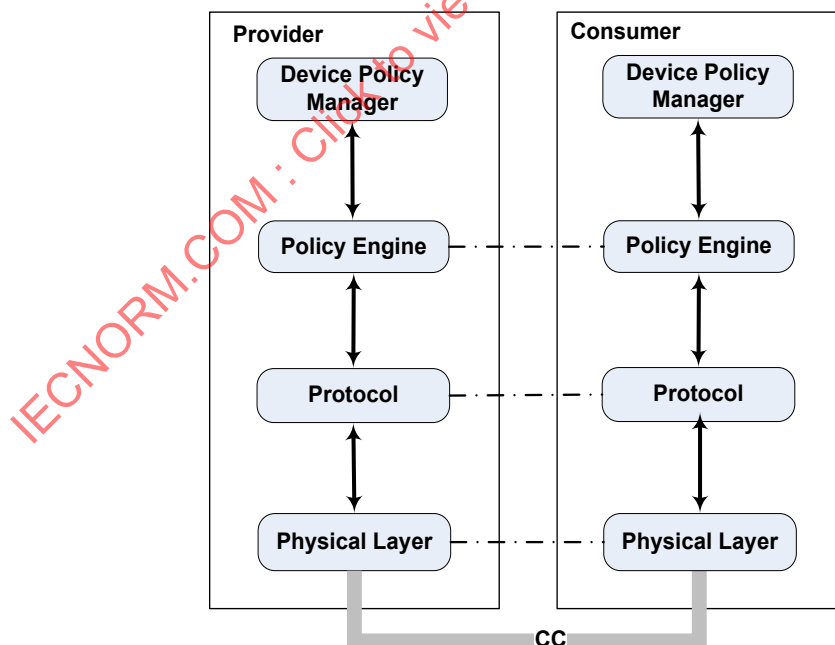 Provider
Device Policy
Manager
Policy Engine
Protocol
Physical Layer
Consumer
Device Policy
Manager
Policy Engine
Protocol
Physical Layer
CC
IECNORM.COM : Click to vie